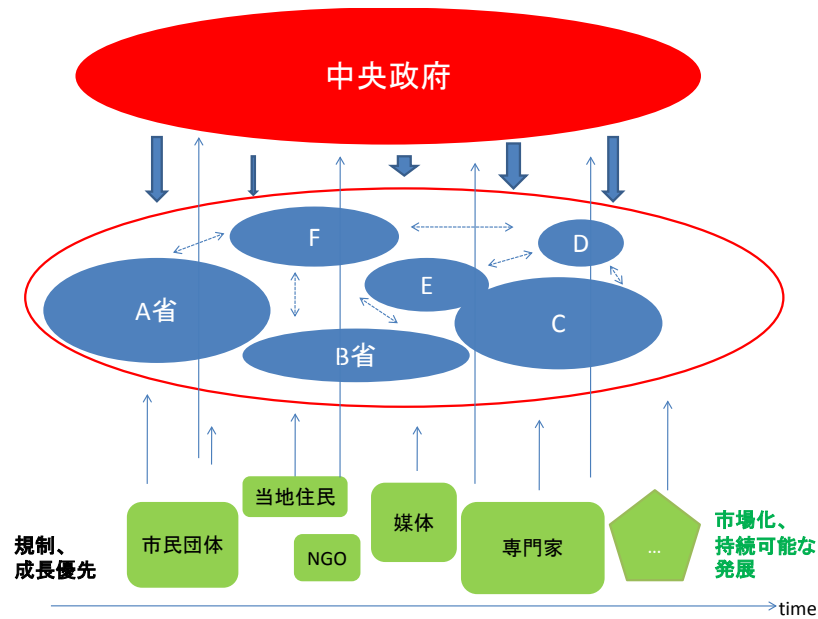 中央政府
F
D
E
A省
C
B省
当地住民
媒体
市民団体
専門家
NGO
...
規制、
成長優先
市場化、
持続可能な
発展
time